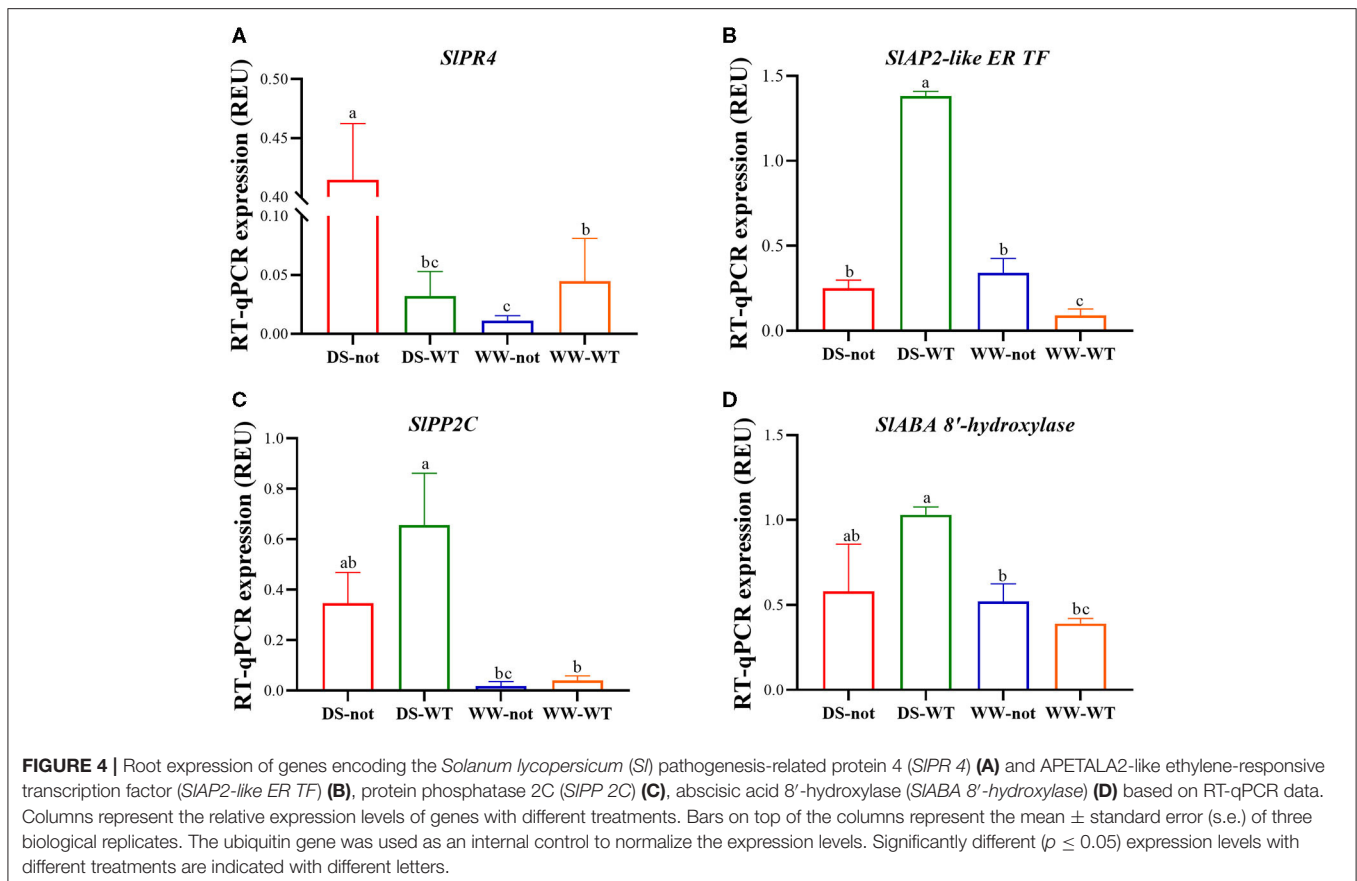 A
SlPR4
RT-qPCR expression (REU)
0.50
0.45
0.40
0.10
0.05
0.00
a
bc
c
b
DS-not DS-WT WW-not WW-WT
B
SlAP2-like ER TF
RT-qPCR expression (REU)
1.5
1.0
0.5
0.0
b
a
b
c
DS-not DS-WT WW-not WW-WT
C
SlPP2C
RT-qPCR expression (REU)
1.0
0.8
0.6
0.4
0.2
0.0
ab
a
bc
b
DS-not DS-WT WW-not WW-WT
D
SlABA 8'-hydroxylase
RT-qPCR expression (REU)
1.5
1.0
0.5
0.0
ab
a
b
bc
DS-not DS-WT WW-not WW-WT
FIGURE 4 | Root expression of genes encoding the Solanum lycopersicum (Sl) pathogenesis-related protein 4 (SlPR 4) (A) and APETALA2-like ethylene-responsive
transcription factor (SlAP2-like ER TF) (B), protein phosphatase 2C (SlPP 2C) (C), abscisic acid 8′-hydroxylase (SlABA 8′-hydroxylase) (D) based on RT-qPCR data.
Columns represent the relative expression levels of genes with different treatments. Bars on top of the columns represent the mean ± standard error (s.e.) of three
biological replicates. The ubiquitin gene was used as an internal control to normalize the expression levels. Significantly different (p ≤ 0.05) expression levels with
different treatments are indicated with different letters.